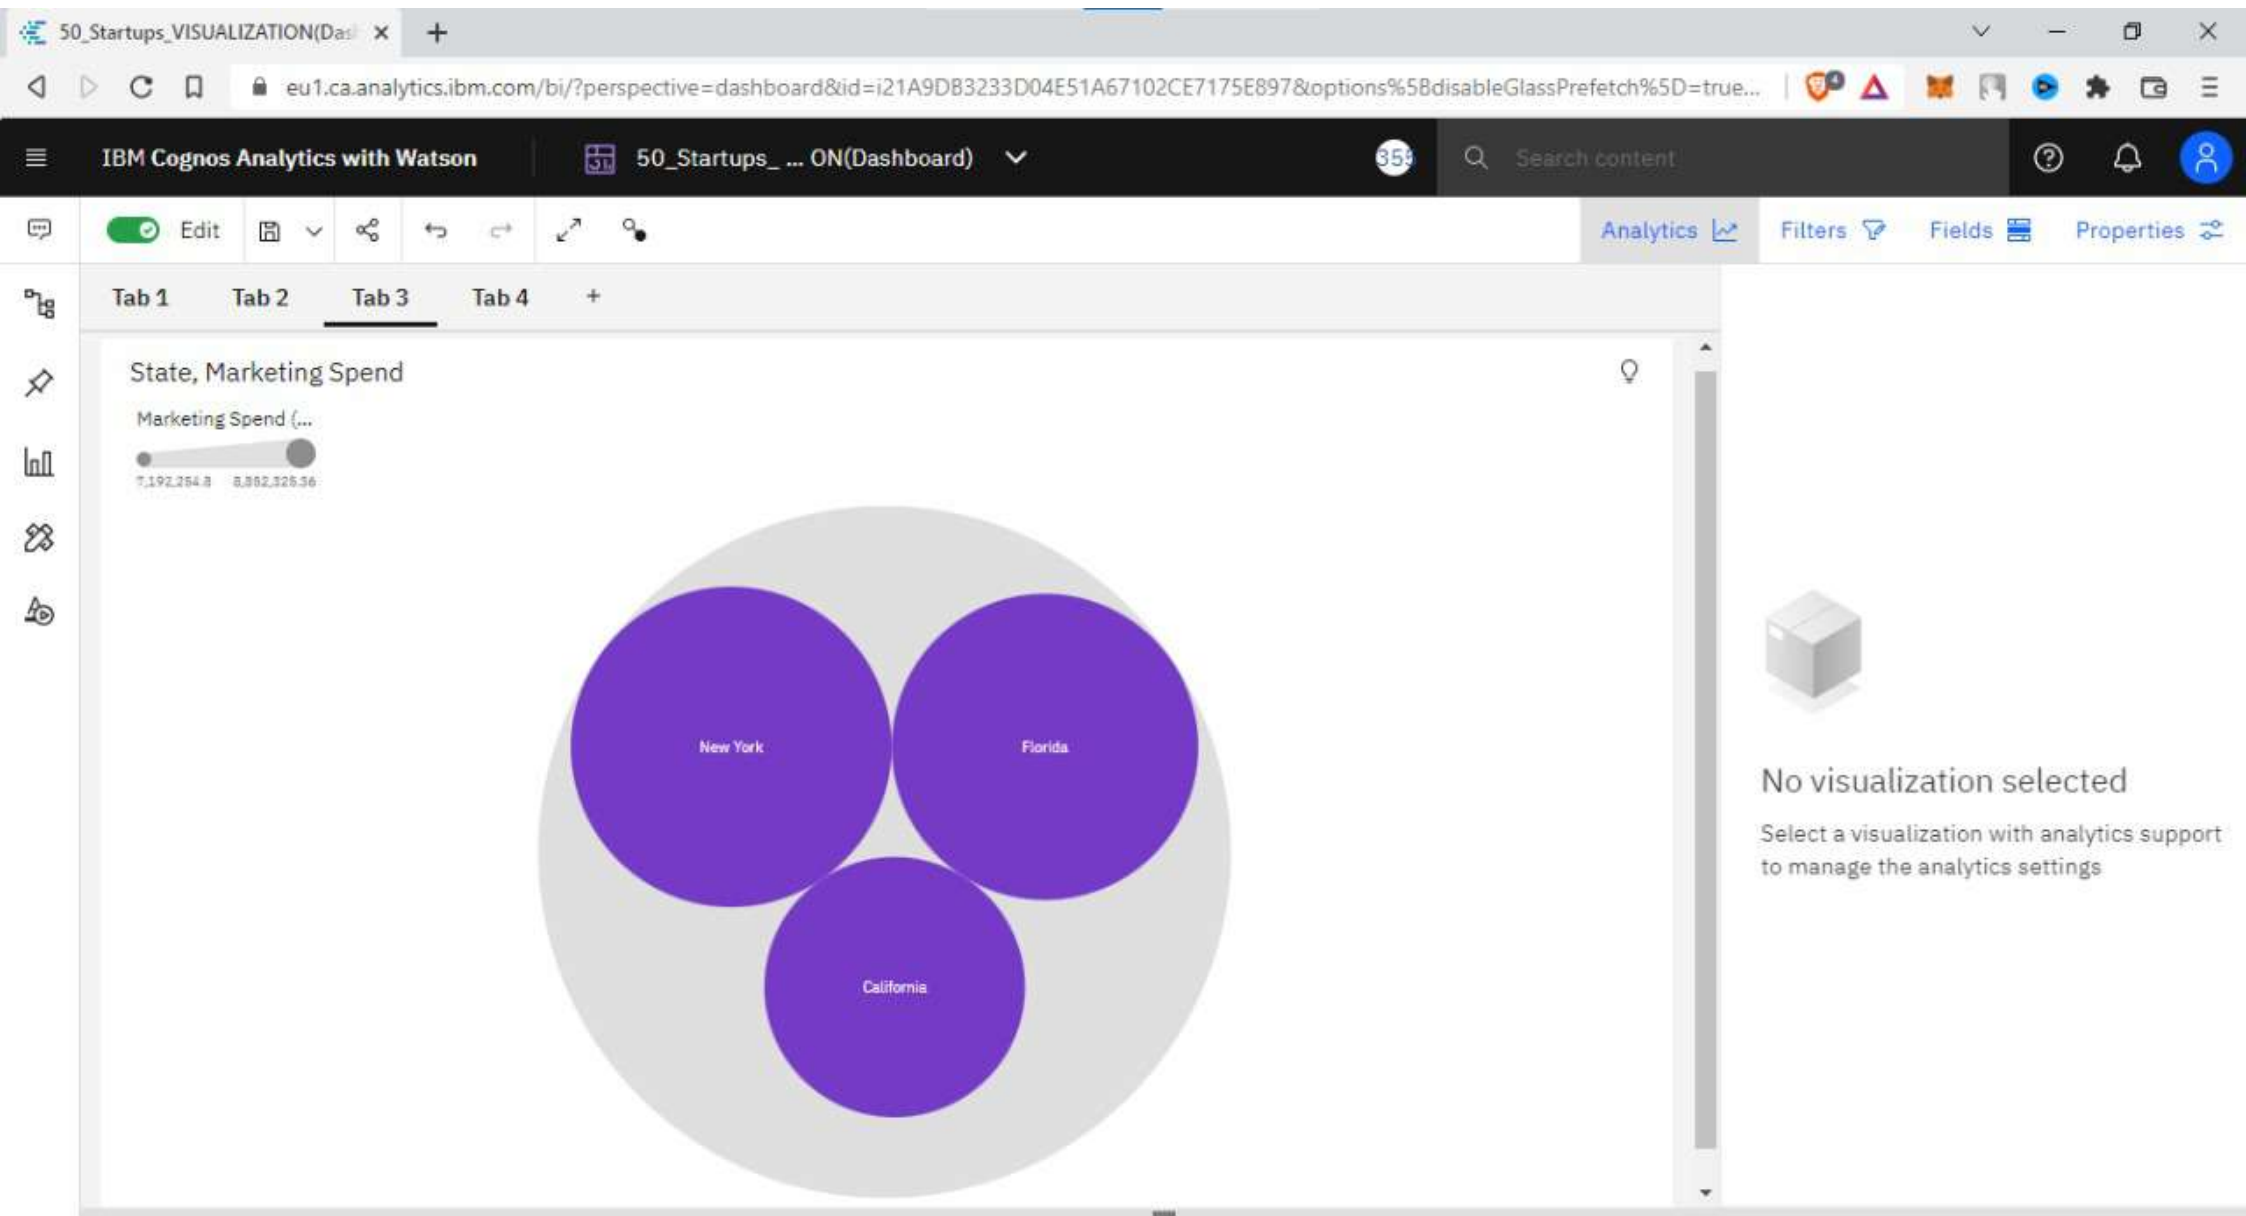 50_Startups_VISUALIZATION(Das
eu1.ca.analytics.ibm.com/bi/?perspective=dashboard&id=i21A9DB3233D04E51A67102CE7175E897&options%5BdisableGlassPrefetch%5D=true...
IBM Cognos Analytics with Watson
50_Startups_ ... ON(Dashboard)
Search content
Edit
Analytics
Filters
Fields
Properties
Tab 1
Tab 2
Tab 3
Tab 4
State, Marketing Spend
Marketing Spend (...
New York
Florida
California
No visualization selected
Select a visualization with analytics support
to manage the analytics settings